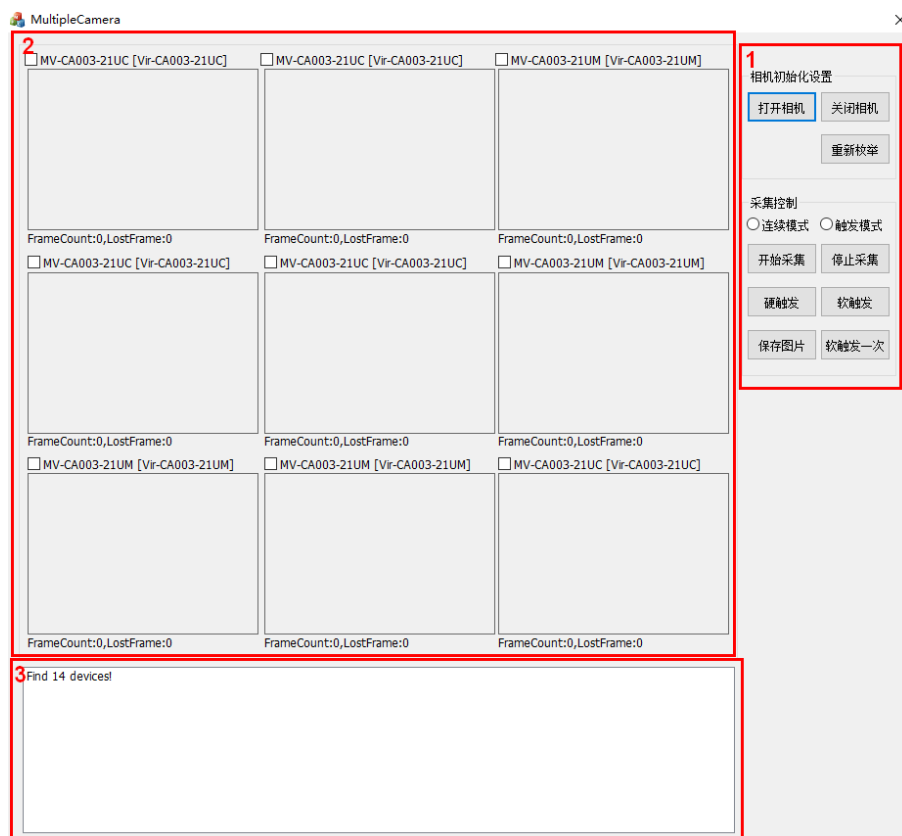 MultipleCamera
2
MV-CA003-21UC [Vir-CA003-21UC] MV-CA003-21UC [Vir-CA003-21UC] MV-CA003-21UM [Vir-CA003-21UM]
FrameCount:0,LostFrame:0 FrameCount:0,LostFrame:0 FrameCount:0,LostFrame:0
MV-CA003-21UC [Vir-CA003-21UC] MV-CA003-21UC [Vir-CA003-21UC] MV-CA003-21UM [Vir-CA003-21UM]
FrameCount:0,LostFrame:0 FrameCount:0,LostFrame:0 FrameCount:0,LostFrame:0
MV-CA003-21UM [Vir-CA003-21UM] MV-CA003-21UM [Vir-CA003-21UM] MV-CA003-21UC [Vir-CA003-21UC]
FrameCount:0,LostFrame:0 FrameCount:0,LostFrame:0 FrameCount:0,LostFrame:0
1
相机初始化设置
打开相机 关闭相机
重新枚举
采集控制
连续模式 触发模式
开始采集 停止采集
硬触发 软触发
保存图片 软触发一次
3
Find 14 devices!